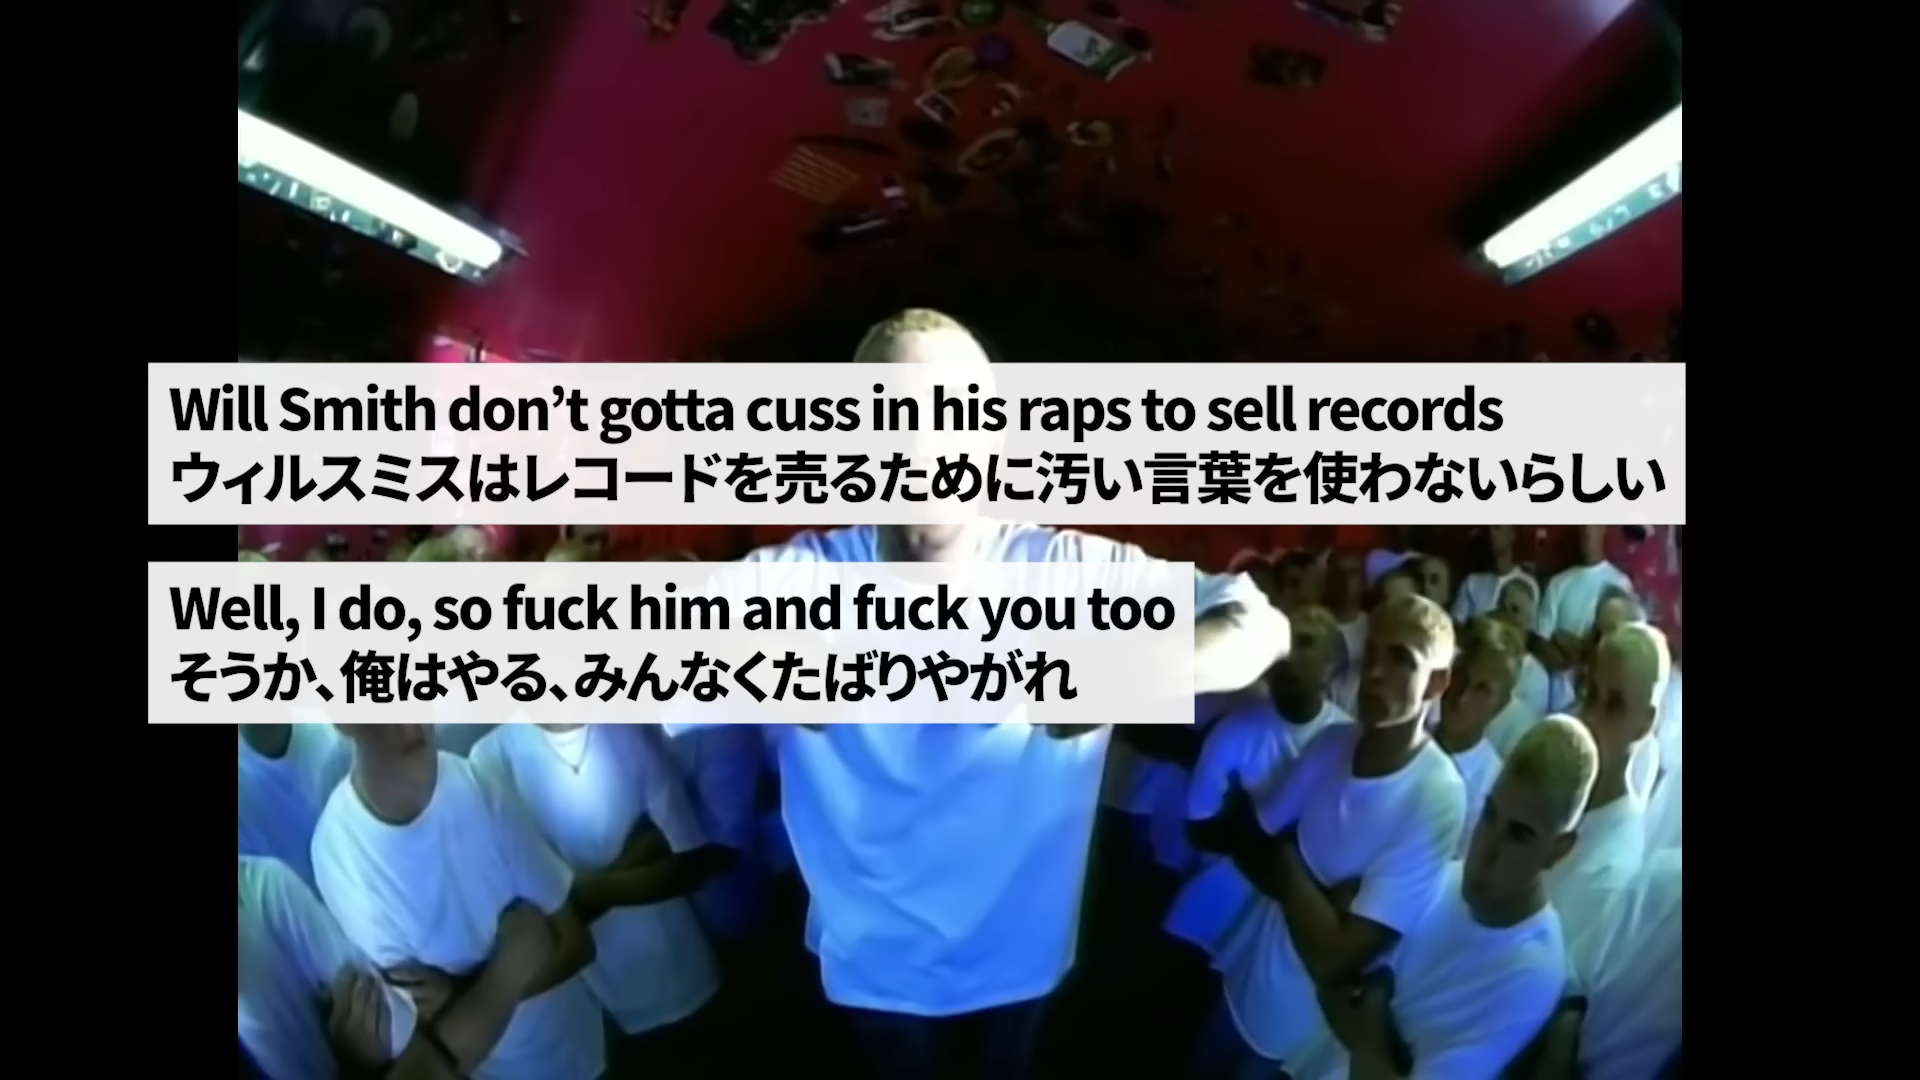 Will Smith don’t gotta cuss in his raps to sell records
ウィルスミスはレコードを売るために汚い言葉を使わないらしい
Well, I do, so fuck him and fuck you too
そうか、俺はやる、みんなくたばりやがれ